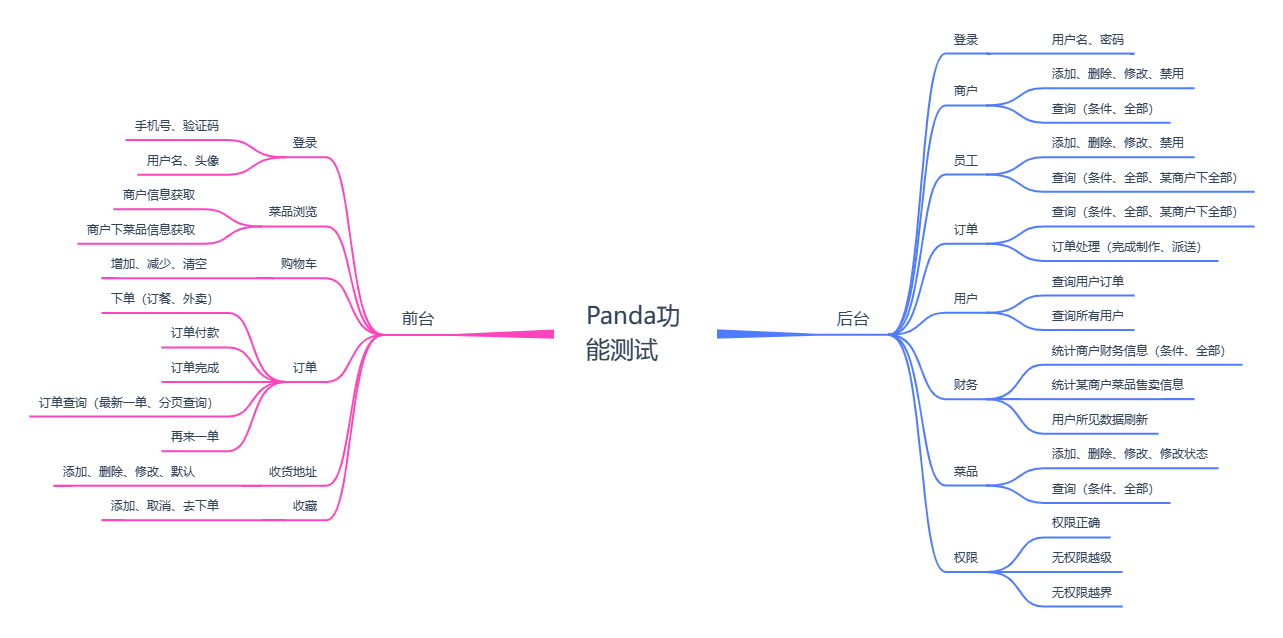 Panda功
能测试
前台
登录
手机号、验证码
用户名、头像
菜品浏览
商户信息获取
商户下菜品信息获取
购物车
增加、减少、清空
订单
下单（订餐、外卖）
订单付款
订单完成
订单查询（最新一单、分页查询）
再来一单
收货地址
添加、删除、修改、默认
收藏
添加、取消、去下单
后台
登录
用户名、密码
商户
添加、删除、修改、禁用
查询（条件、全部）
员工
添加、删除、修改、禁用
查询（条件、全部、某商户下全部）
订单
查询（条件、全部、某商户下全部）
订单处理（完成制作、派送）
用户
查询用户订单
查询所有用户
财务
统计商户财务信息（条件、全部）
统计某商户菜品售卖信息
用户所见数据刷新
菜品
添加、删除、修改、修改状态
查询（条件、全部）
权限
权限正确
无权限越级
无权限越界